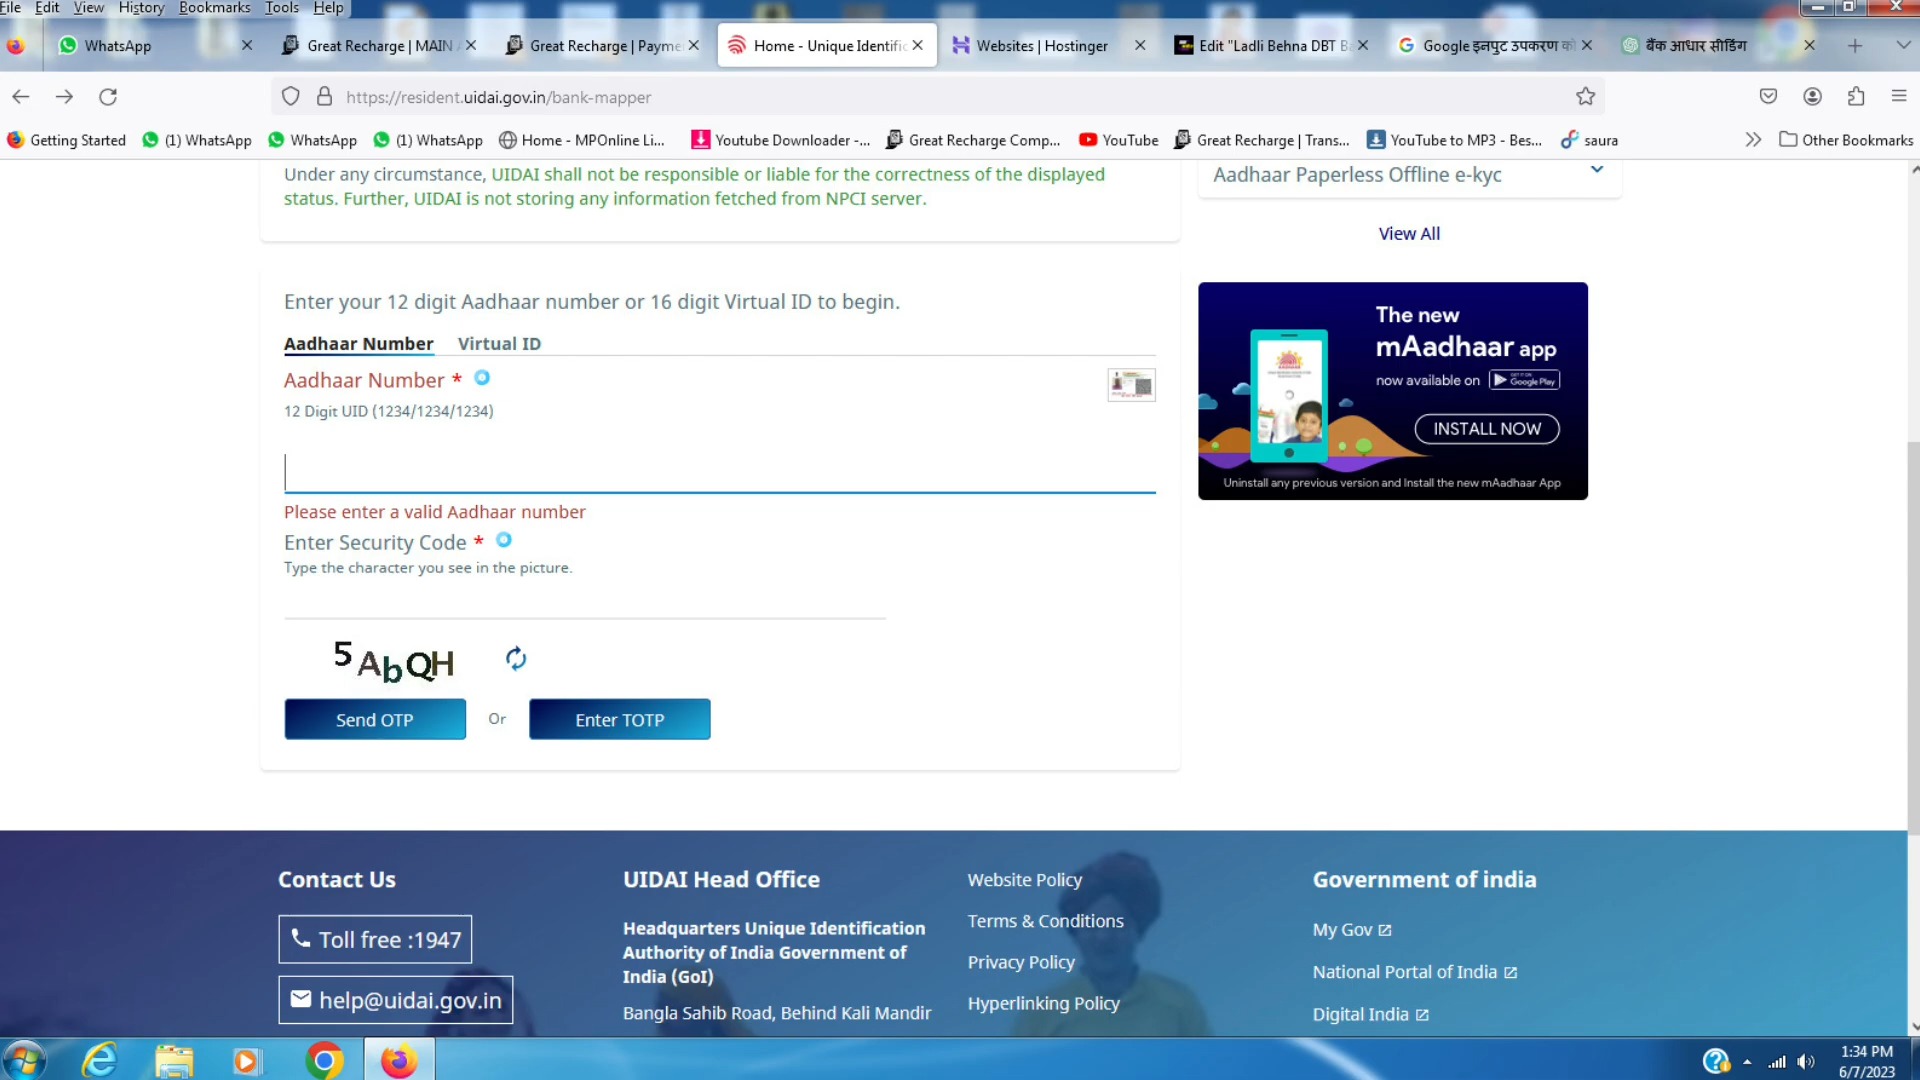 File Edit View History Bookmarks Tools Help
WhatsApp
Great Recharge | MAIN
Great Recharge | Payme
Home - Unique Identific
Websites | Hostinger
Edit "Ladli Behna DBT Ba
Google इनपुट उपकरण को
बैंक आधार सीडिंग
https://resident.uidai.gov.in/bank-mapper
Getting Started
(1) WhatsApp
WhatsApp
(1) WhatsApp
Home - MPOnline Li...
Youtube Downloader -...
Great Recharge Comp...
YouTube
Great Recharge | Trans...
YouTube to MP3 - Bes...
saura
Other Bookmarks
Under any circumstance, UIDAI shall not be responsible or liable for the correctness of the displayed
status. Further, UIDAI is not storing any information fetched from NPCI server.
Aadhaar Paperless Offline e-kyc
View All
Enter your 12 digit Aadhaar number or 16 digit Virtual ID to begin.
Aadhaar Number Virtual ID
Aadhaar Number *
12 Digit UID (1234/1234/1234)
Please enter a valid Aadhaar number
Enter Security Code *
Type the character you see in the picture.
5AbQH
Send OTP Or Enter TOTP
The new
mAadhaar app
now available on GET IT ON Google Play
INSTALL NOW
Uninstall any previous version and Install the new mAadhaar App
Contact Us
Toll free :1947
help@uidai.gov.in
UIDAI Head Office
Headquarters Unique Identification
Authority of India Government of
India (GoI)
Bangla Sahib Road, Behind Kali Mandir
Website Policy
Terms & Conditions
Privacy Policy
Hyperlinking Policy
Government of india
My Gov
National Portal of India
Digital India
1:34 PM
6/7/2023